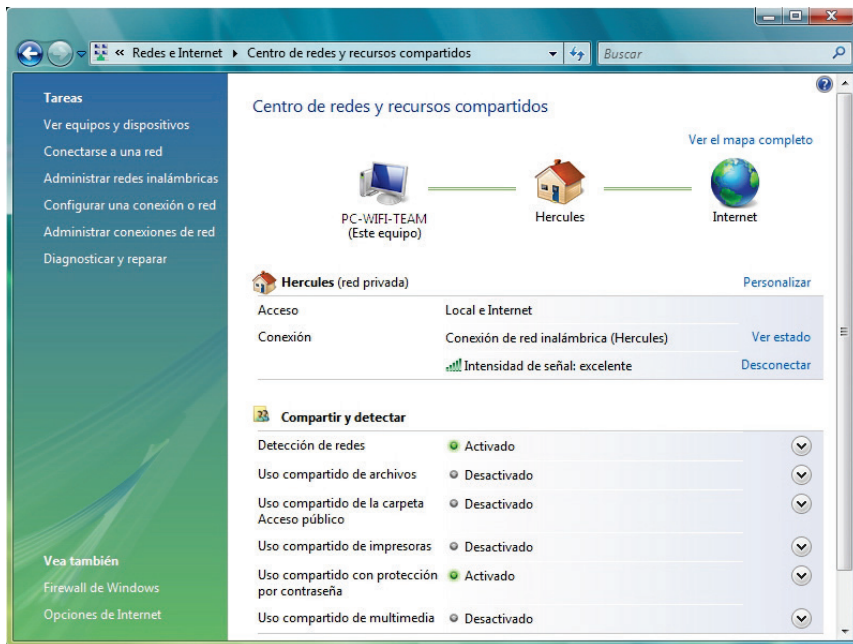 « Redes e Internet ▸ Centro de redes y recursos compartidos
Buscar
Tareas
Ver equipos y dispositivos
Conectarse a una red
Administrar redes inalámbricas
Configurar una conexión o red
Administrar conexiones de red
Diagnosticar y reparar
Vea también
Firewall de Windows
Opciones de Internet
Centro de redes y recursos compartidos
Ver el mapa completo
PC-WIFI-TEAM
(Este equipo)
Hercules
Internet
Hercules (red privada) Personalizar
Acceso Local e Internet
Conexión Conexión de red inalámbrica (Hercules) Ver estado
Intensidad de señal: excelente Desconectar
Compartir y detectar
Detección de redes Activado
Uso compartido de archivos Desactivado
Uso compartido de la carpeta Desactivado
Acceso público
Uso compartido de impresoras Desactivado
Uso compartido con protección Activado
por contraseña
Uso compartido de multimedia Desactivado